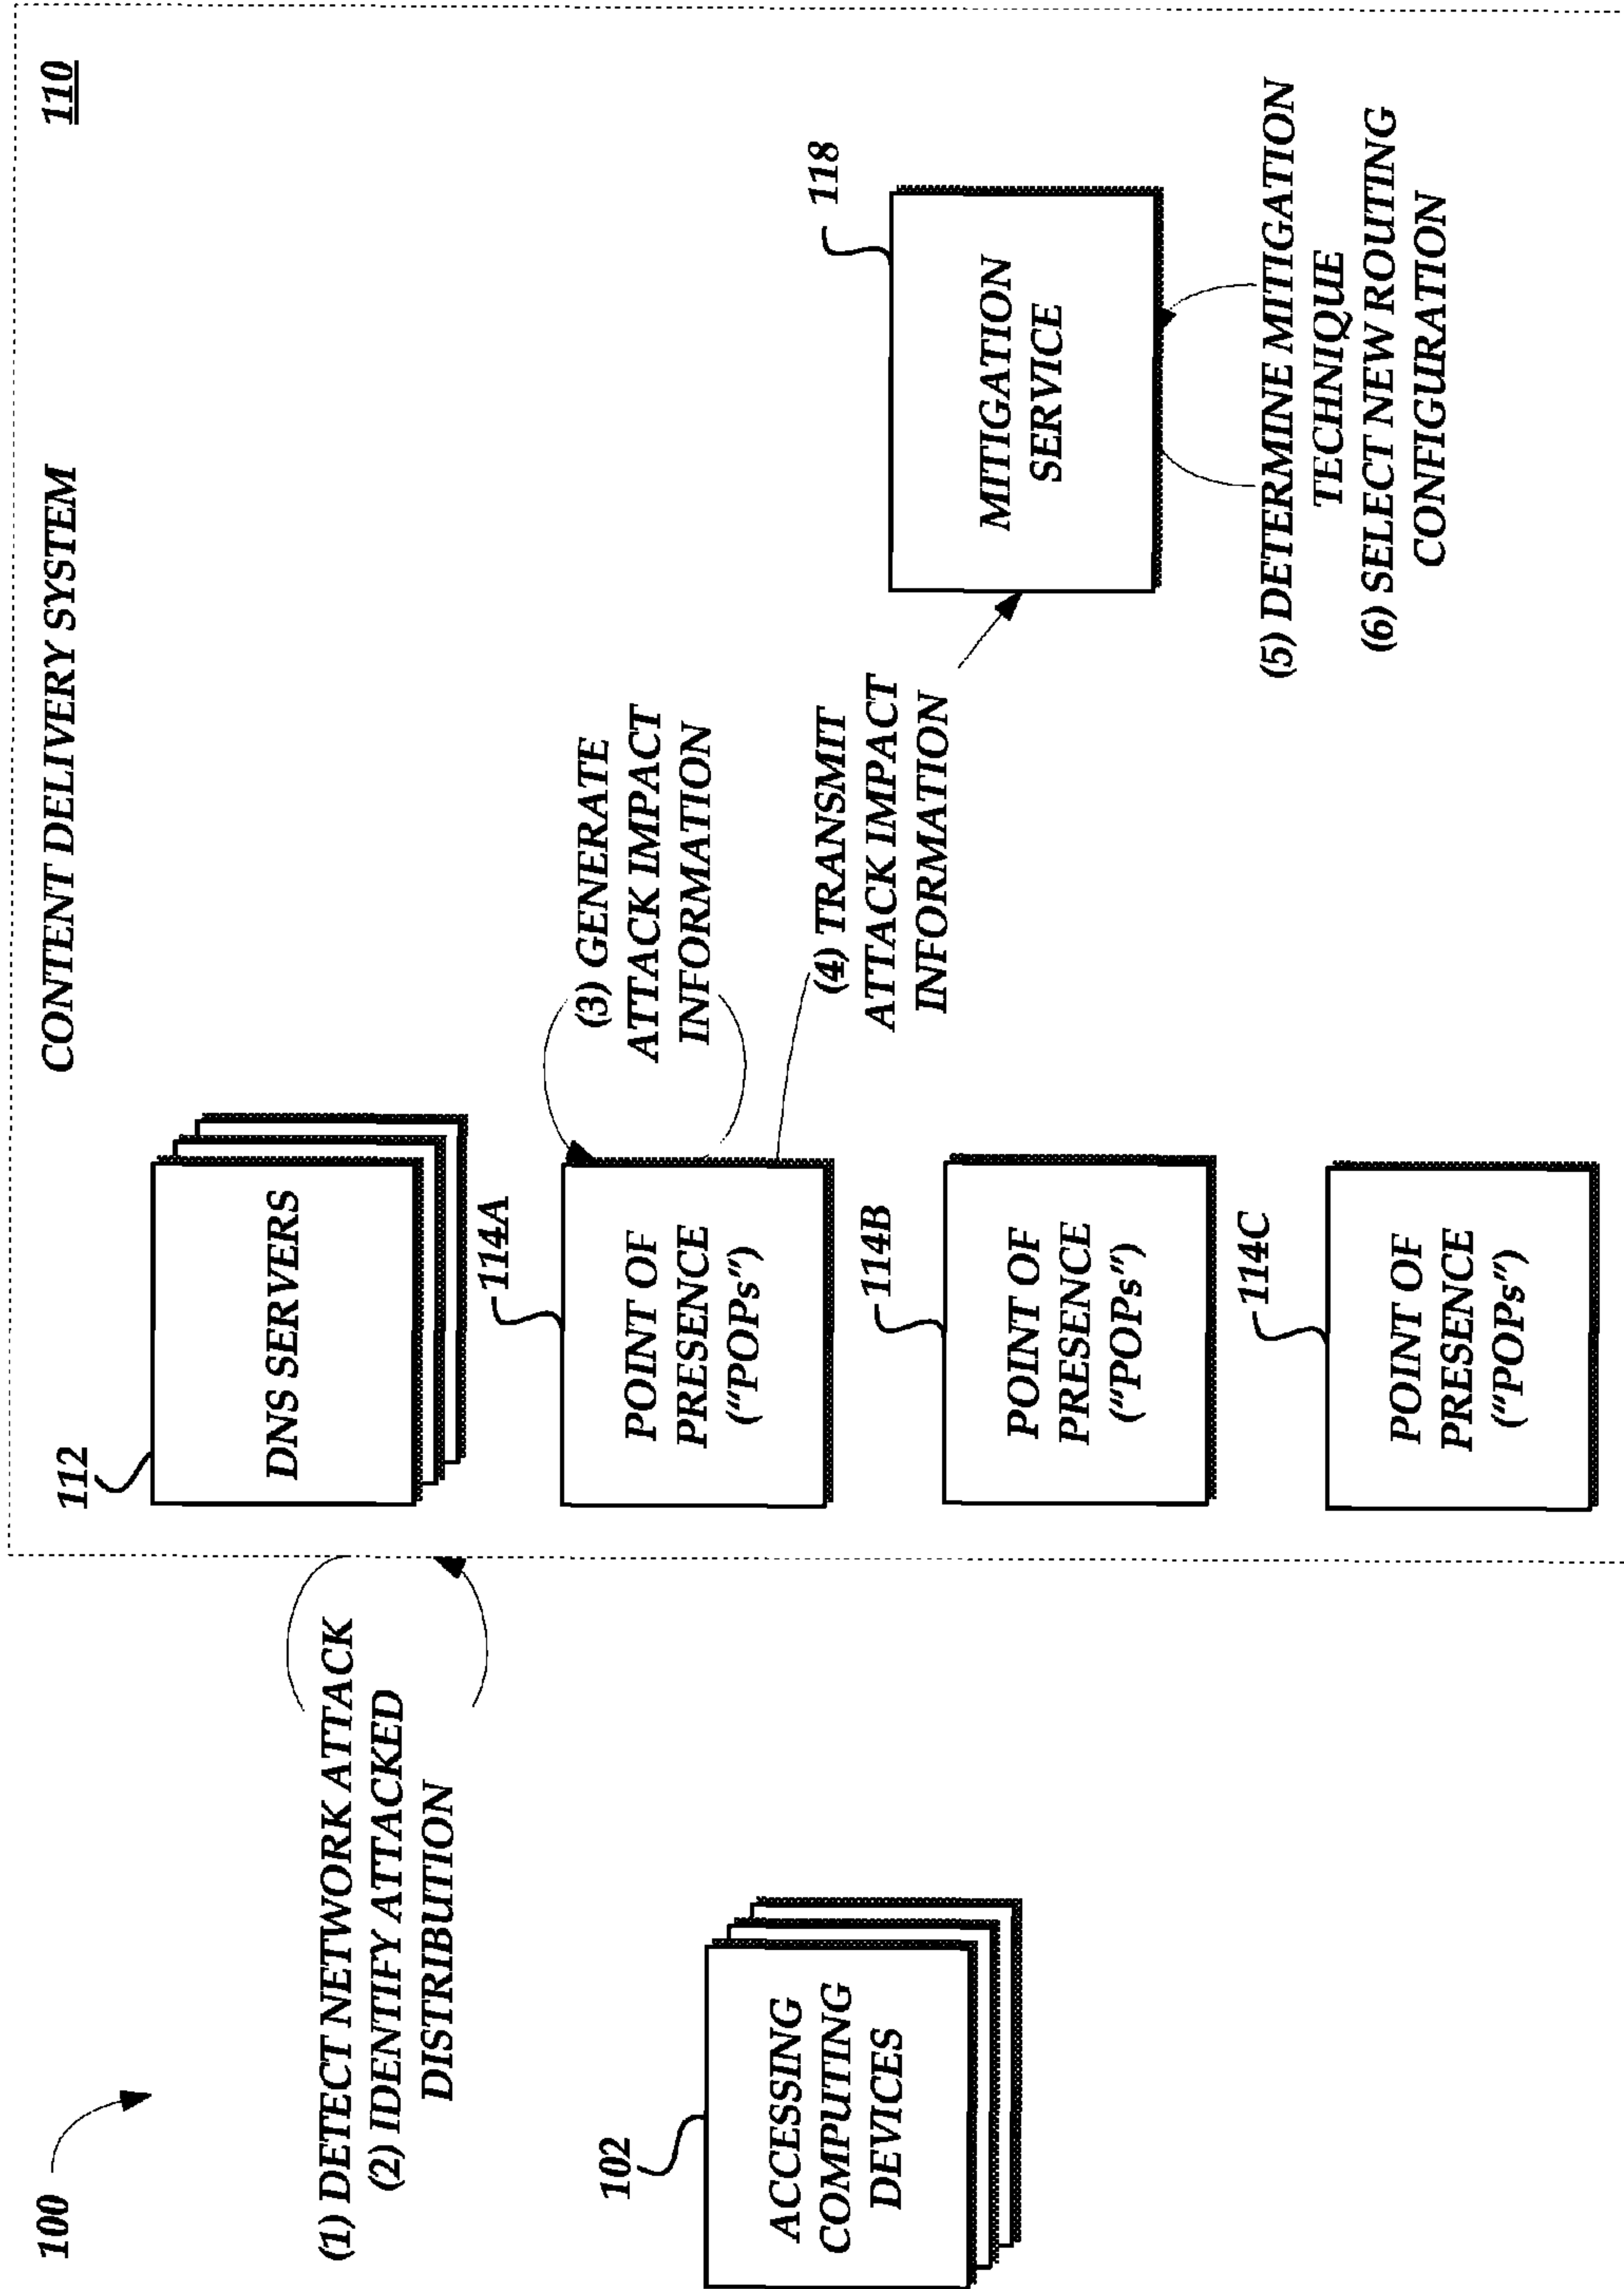 100
110
CONTENT DELIVERY SYSTEM
112
DNS SERVERS
(1) DETECT NETWORK ATTACK
(2) IDENTIFY ATTACKED
DISTRIBUTION
114A
POINT OF
PRESENCE
("POPs")
(3) GENERATE
ATTACK IMPACT
INFORMATION
102
ACCESSING
COMPUTING
DEVICES
(4) TRANSMIT
ATTACK IMPACT
INFORMATION
118
MITIGATION
SERVICE
114B
POINT OF
PRESENCE
("POPs")
(5) DETERMINE MITIGATION
TECHNIQUE
(6) SELECT NEW ROUTING
CONFIGURATION
114C
POINT OF
PRESENCE
("POPs")